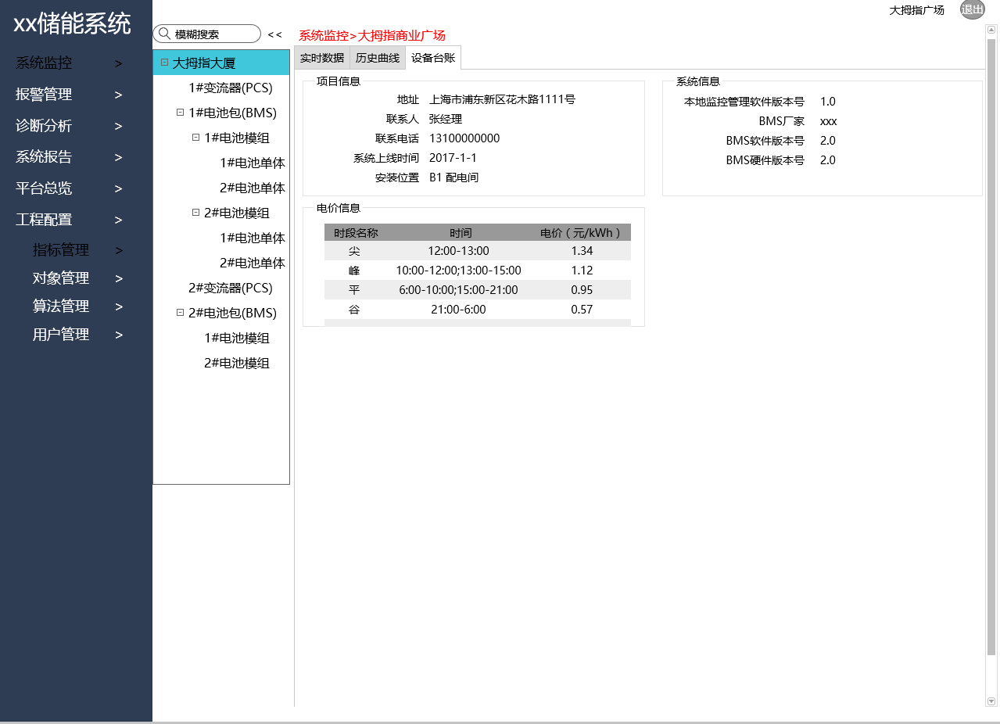 xx储能系统
系统监控 >
报警管理 >
诊断分析 >
系统报告 >
平台总览 >
工程配置 >
指标管理 >
对象管理 >
算法管理 >
用户管理 >
模糊搜索 <<
大拇指大厦
1#变流器(PCS)
1#电池包(BMS)
1#电池模组
1#电池单体
2#电池单体
2#电池模组
1#电池单体
2#电池单体
2#变流器(PCS)
2#电池包(BMS)
1#电池模组
2#电池模组
大拇指广场 退出
系统监控>大拇指商业广场
实时数据 历史曲线 设备台账
项目信息
地址 上海市浦东新区花木路1111号
联系人 张经理
联系电话 13100000000
系统上线时间 2017-1-1
安装位置 B1 配电间
系统信息
本地监控管理软件版本号 1.0
BMS厂家 xxx
BMS软件版本号 2.0
BMS硬件版本号 2.0
电价信息
时段名称 时间 电价（元/kWh）
尖 12:00-13:00 1.34
峰 10:00-12:00;13:00-15:00 1.12
平 6:00-10:00;15:00-21:00 0.95
谷 21:00-6:00 0.57